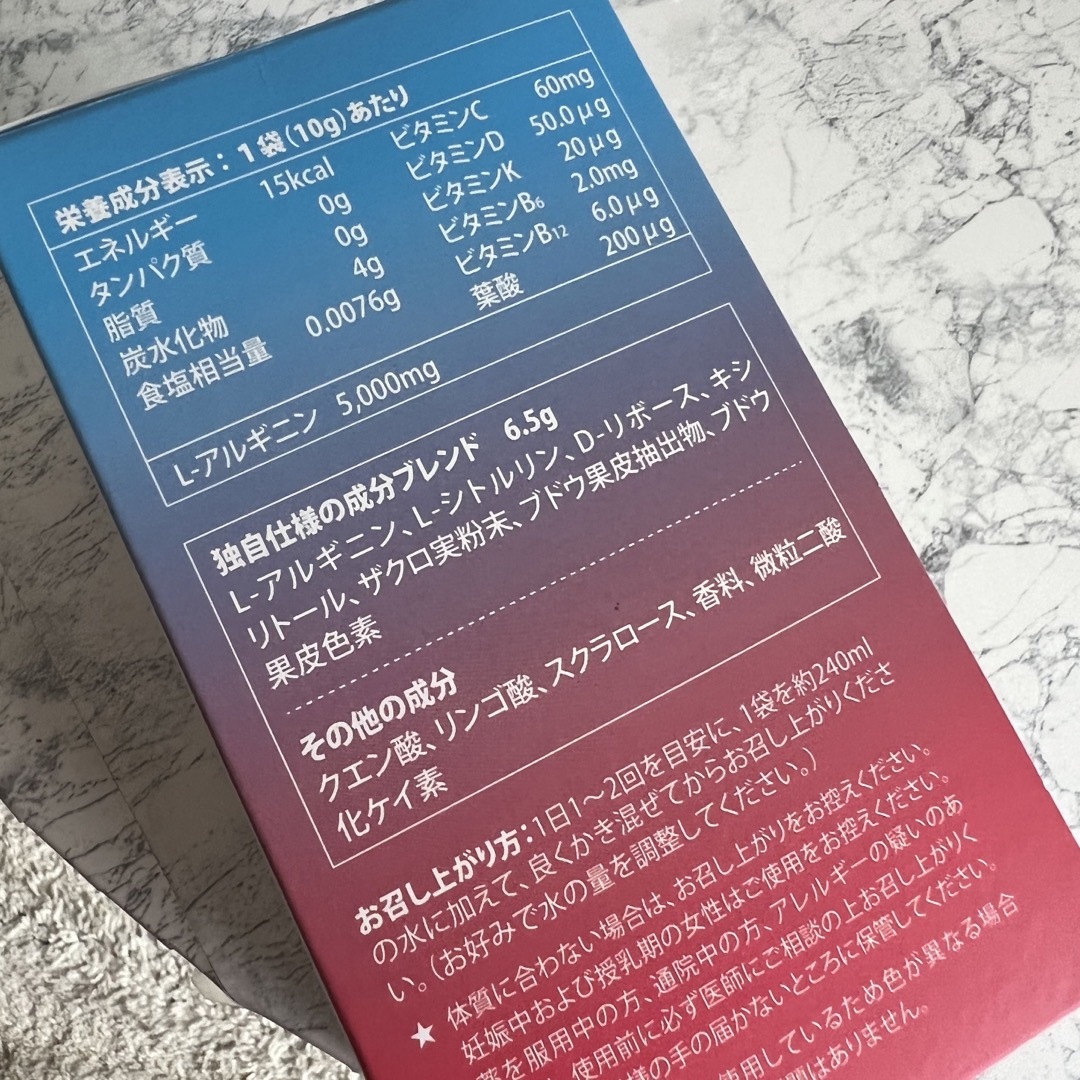 栄養成分表示：1袋(10g)あたり
エネルギー 15kcal
タンパク質 0g
脂質 0g
炭水化物 4g
食塩相当量 0.0076g
ビタミンC 60mg
ビタミンD 50.0μg
ビタミンK 20μg
ビタミンB6 2.0mg
ビタミンB12 6.0μg
葉酸 200μg
L-アルギニン 5,000mg
独自仕様の成分ブレンド 6.5g
L-アルギニン、L-シトルリン、D-リボース、キシ
リトール、ザクロ実粉末、ブドウ果皮抽出物、ブドウ
果皮色素
その他の成分
クエン酸、リンゴ酸、スクラロース、香料、微粒二酸
化ケイ素
お召し上がり方：1日1～2回を目安に、1袋を約240ml
の水に加えて、良くかき混ぜてからお召し上がりくださ
い。（お好みで水の量を調整してください。）
★ 体質に合わない場合は、お召し上がりをお控えください。
妊娠中および授乳期の女性はご使用をお控えください。
薬を服用中の方、通院中の方、アレルギーの疑いのあ
使用前に必ず医師にご相談の上お召し上がりく
様の手の届かないところに保管してください。
使用しているため色が異なる場合
題はありません。